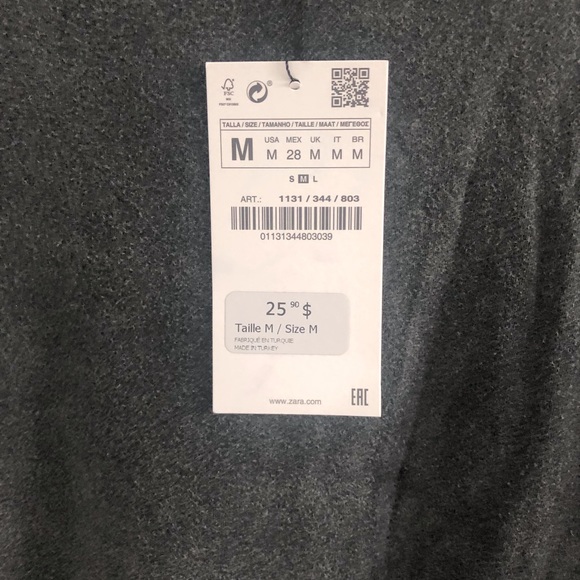 FSC
®
TALLA / SIZE / TAMANHO / TAILLE / MAAT / ΜΕΓΕΘΟΣ
M USA MEX UK IT BR
M 28 M M M
S M L
ART.: 1131 / 344 / 803
01131344803039
25 90 $
Taille M / Size M
FABRIQUÉ EN TURQUIE
MADE IN TURKEY
www.zara.com EAC